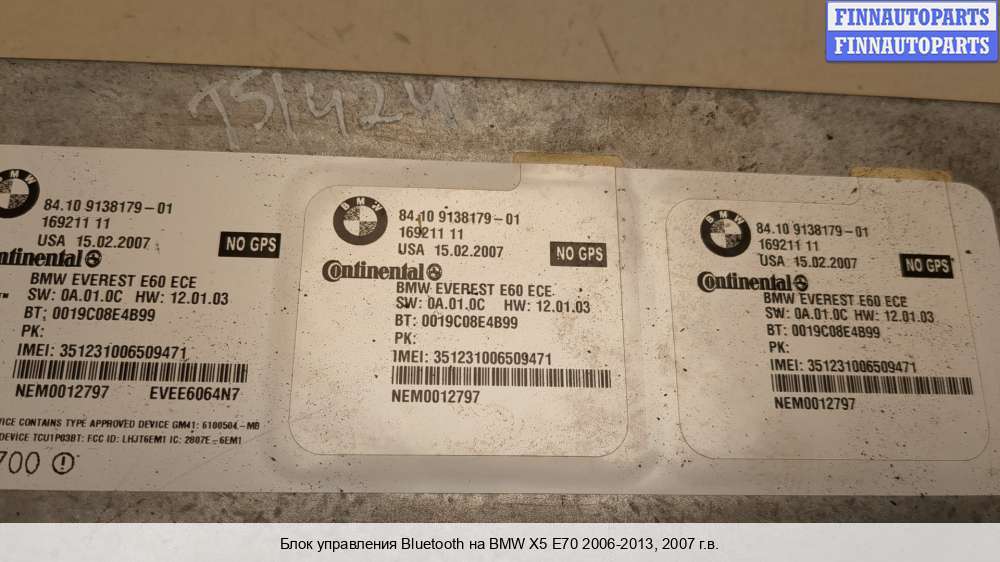 FINNAUTOPARTS
FINNAUTOPARTS
BMW
84.10 9138179-01
169211 11
USA 15.02.2007
NO GPS
ntinental
BMW EVEREST E60 ECE
SW: 0A.01.0C HW: 12.01.03
BT: 0019C08E4B99
PK:
IMEI: 351231006509471
NEM0012797 EVEE6064N7
ICE CONTAINS TYPE APPROVED DEVICE GM41: 6100504.-MB
DEVICE TCU1P03BT: FCC ID: LHJT6EM1 IC: 2807E.-6EM1
700
BMW
84.10 9138179-01
169211 11
USA 15.02.2007
NO GPS
Continental
BMW EVEREST E60 ECE
SW: 0A.01.0C HW: 12.01.03
BT: 0019C08E4B99
PK:
IMEI: 351231006509471
NEM0012797
BMW
84.10 9138179-01
169211 11
USA 15.02.2007
NO GPS
Continental
BMW EVEREST E60 ECE
SW: 0A.01.0C HW: 12.01.03
BT: 0019C08E4B99
PK:
IMEI: 351231006509471
NEM0012797
Блок управления Bluetooth на BMW X5 E70 2006-2013, 2007 г.в.